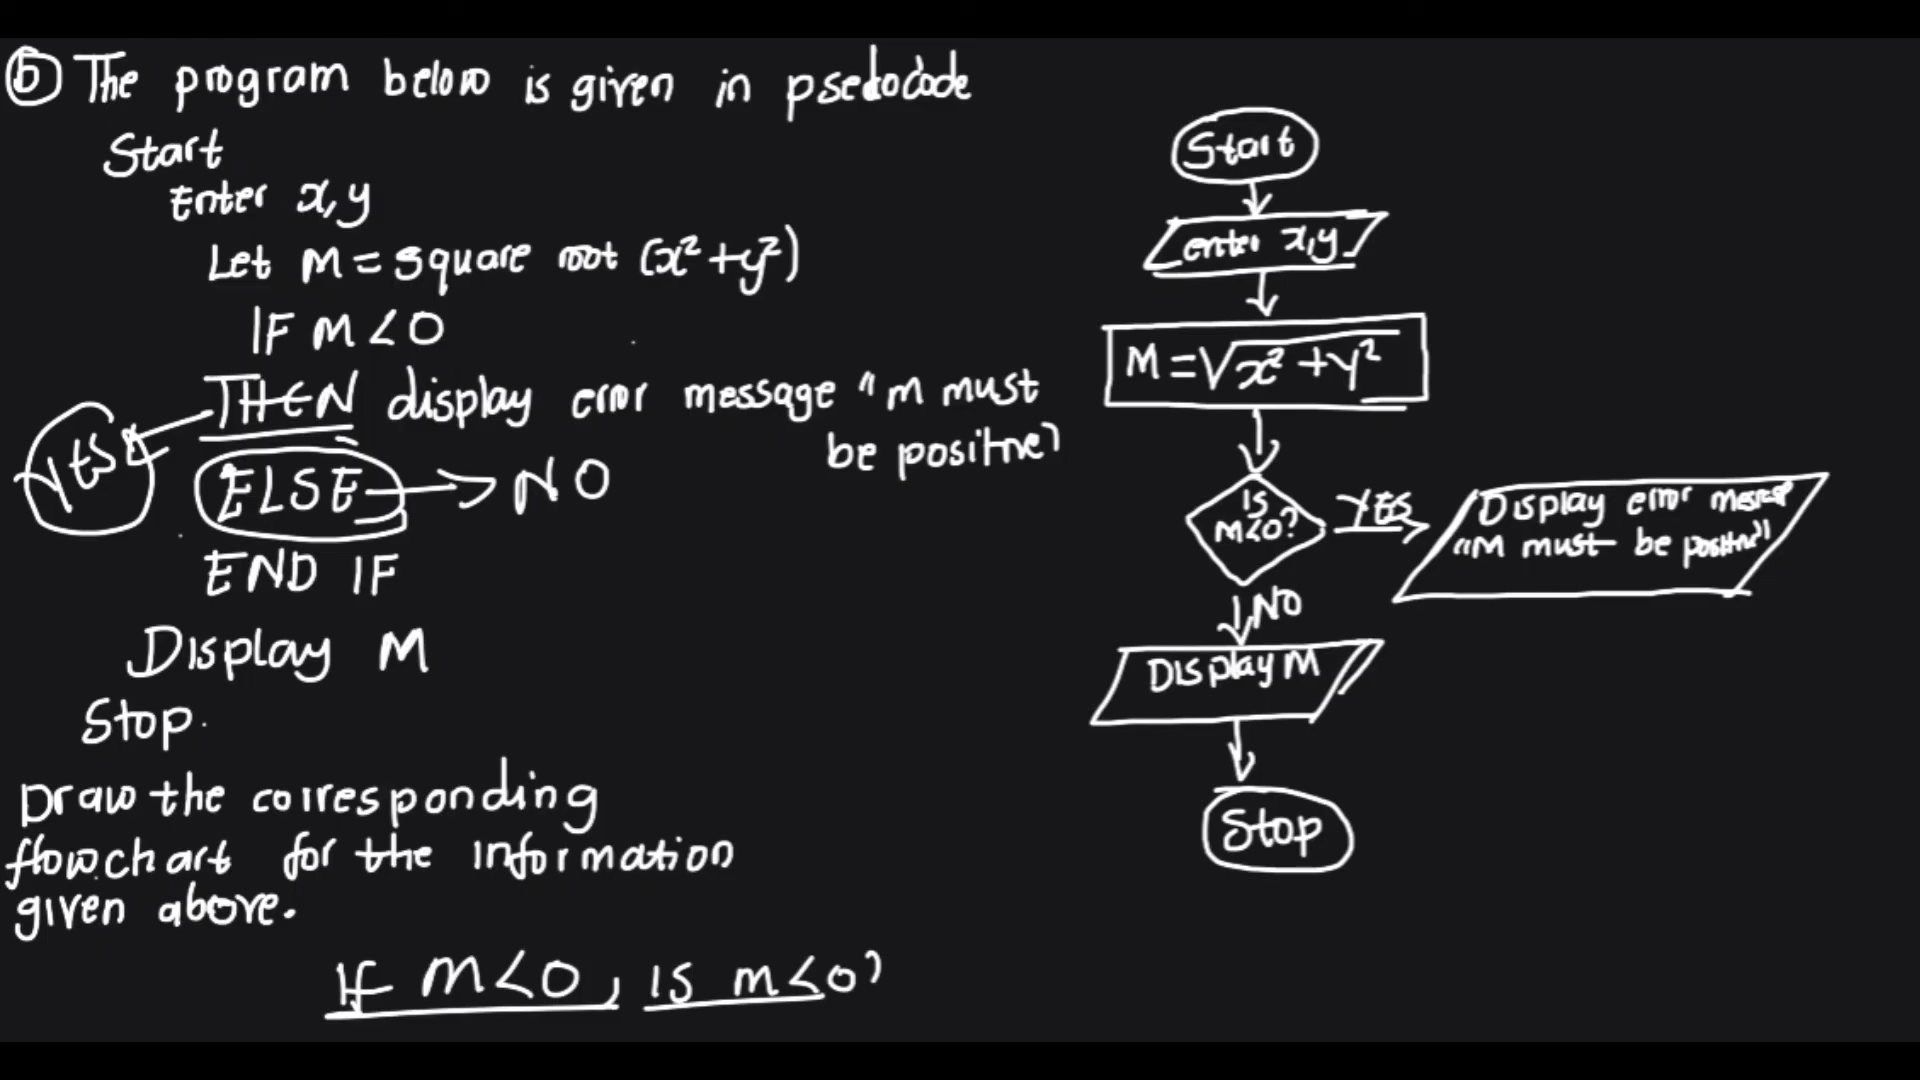 b) The program below is given in psedocode
Start
Enter x,y
Let M = square root (x²+y²)
IF M<0
THEN display error message "M must
be positive"
Yes
ELSE → NO
END IF
Display M
Stop.
Draw the corresponding
flowchart for the information
given above.
If M<0, is m<0?
Start
enter x,y
M=√x²+y²
Is
M<0?
YES
Display error message
"M must be positive"
NO
Display M
Stop